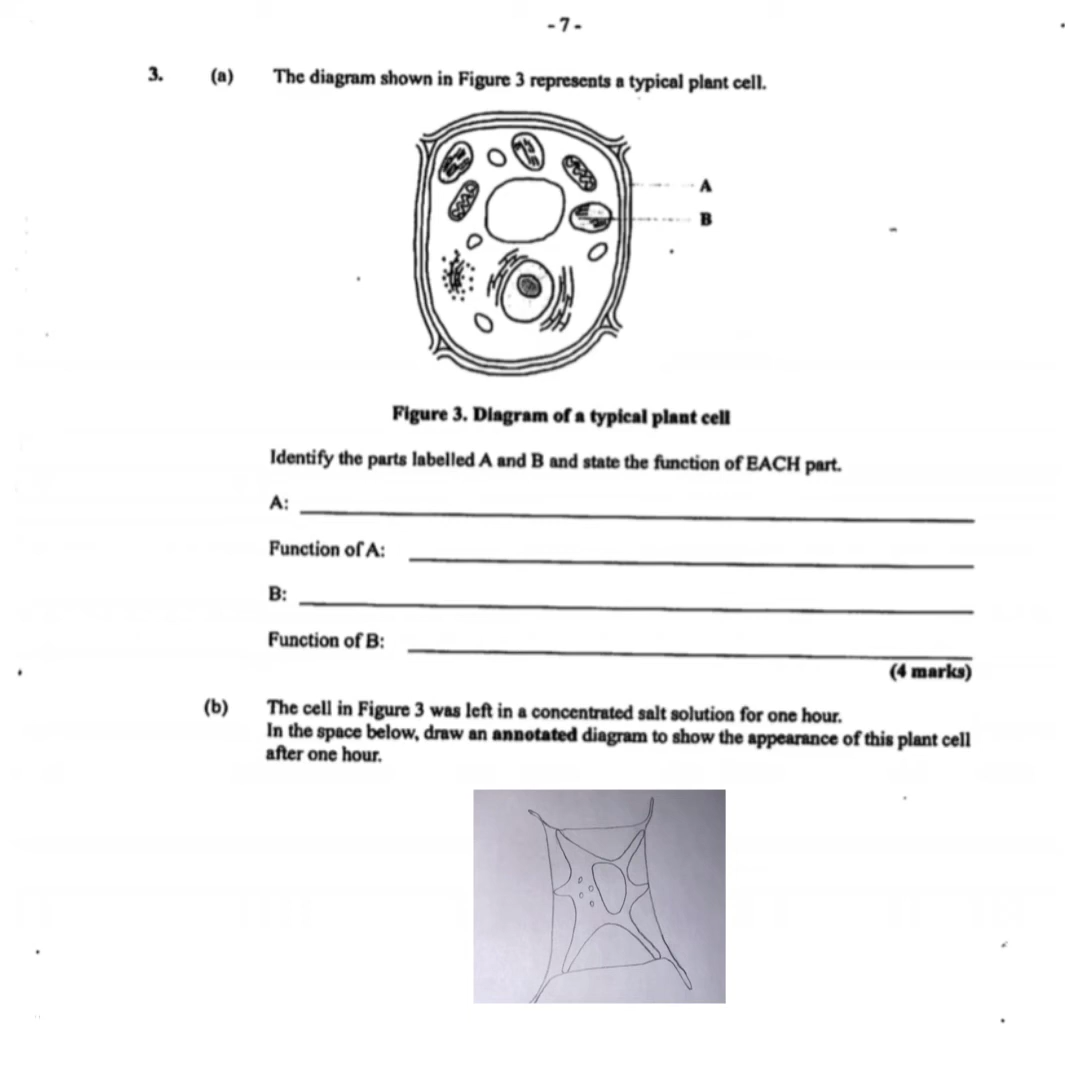 - 7 -
3. (a) The diagram shown in Figure 3 represents a typical plant cell.
A
B
Figure 3. Diagram of a typical plant cell
Identify the parts labelled A and B and state the function of EACH part.
A:
Function of A:
B:
Function of B:
(4 marks)
(b) The cell in Figure 3 was left in a concentrated salt solution for one hour.
In the space below, draw an annotated diagram to show the appearance of this plant cell
after one hour.